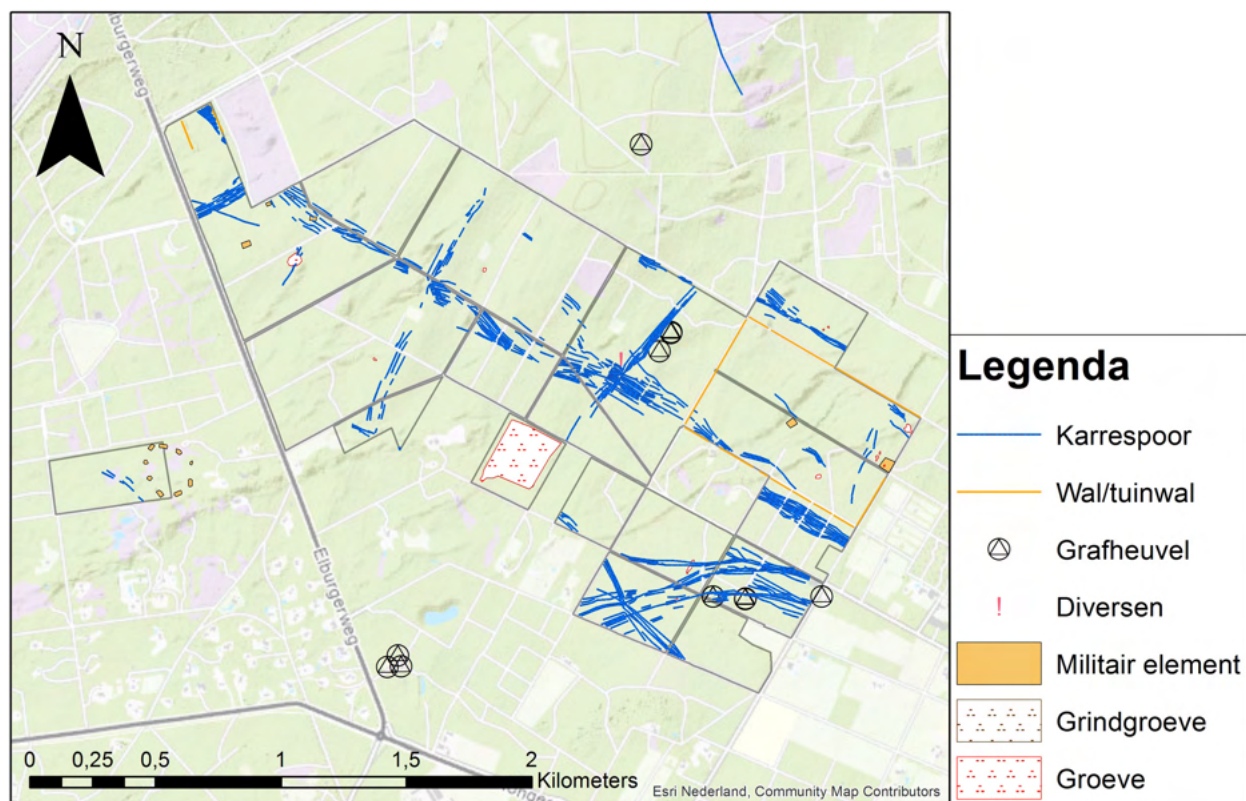 N
Elburgerweg
Elburgerweg
0 0,25 0,5 1 1,5 2
Kilometers
Esri Nederland, Community Map Contributors
Legenda
Karrespoor
Wal/tuinwal
Grafheuvel
! Diversen
Militair element
Grindgroeve
Groeve